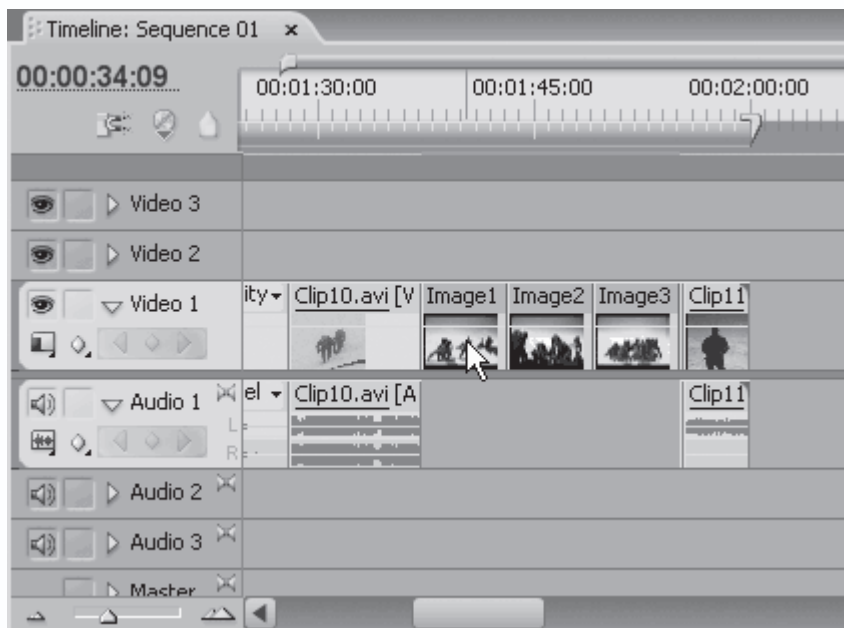 Timeline: Sequence 01 x
00:00:34:09
00:01:30:00 00:01:45:00 00:02:00:00
Video 3
Video 2
Video 1
ity Clip10.avi [V Image1 Image2 Image3 Clip11
Audio 1
el Clip10.avi [A Clip11
L
R
Audio 2
Audio 3
Master